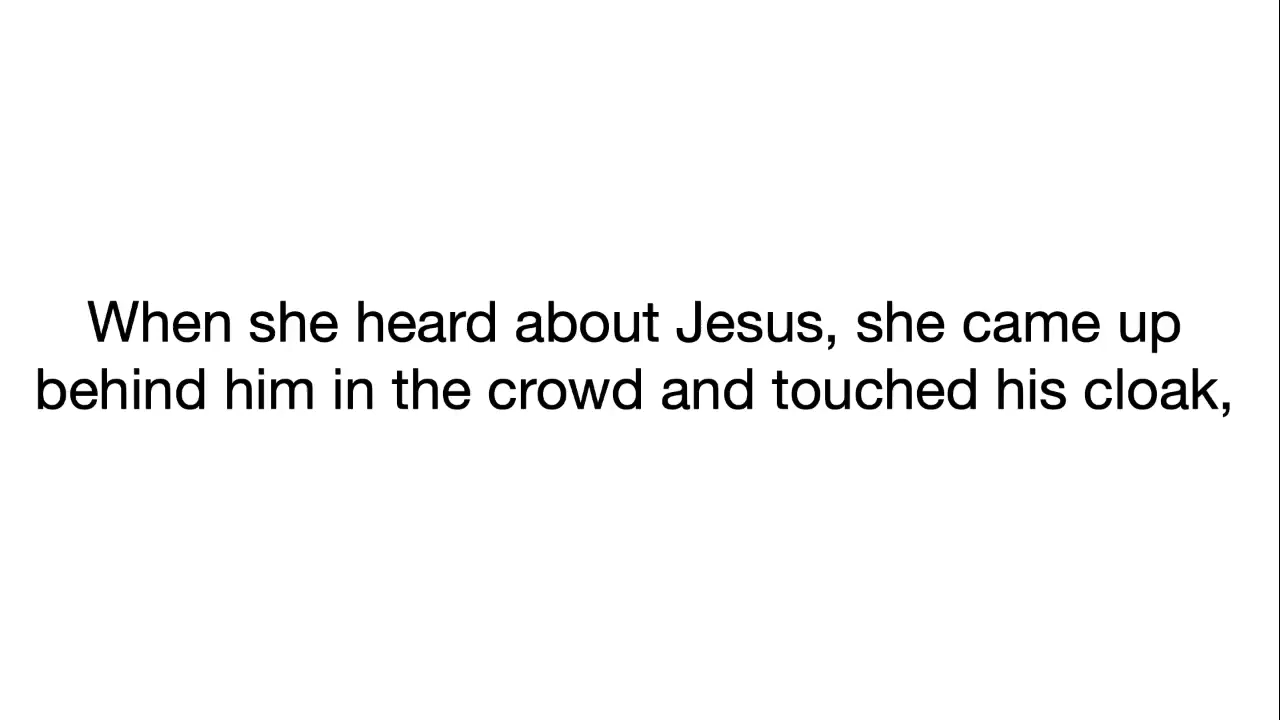 When she heard about Jesus, she came up
behind him in the crowd and touched his cloak,